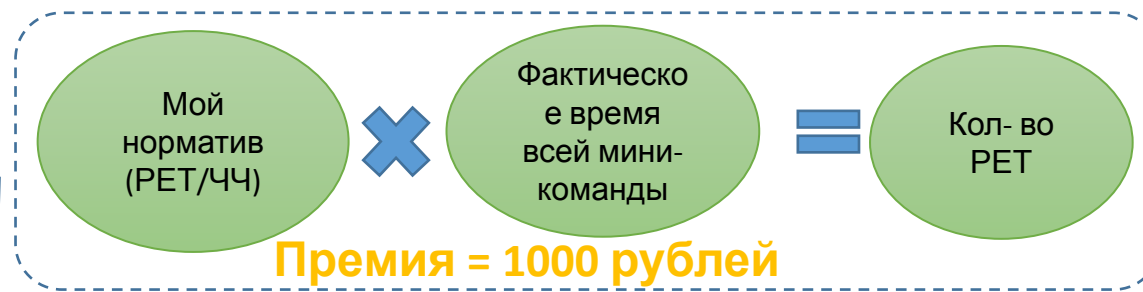 Мой
норматив
(РЕТ/ЧЧ)
Фактическо
е время
всей мини-
команды
Кол- во
РЕТ
Премия = 1000 рублей